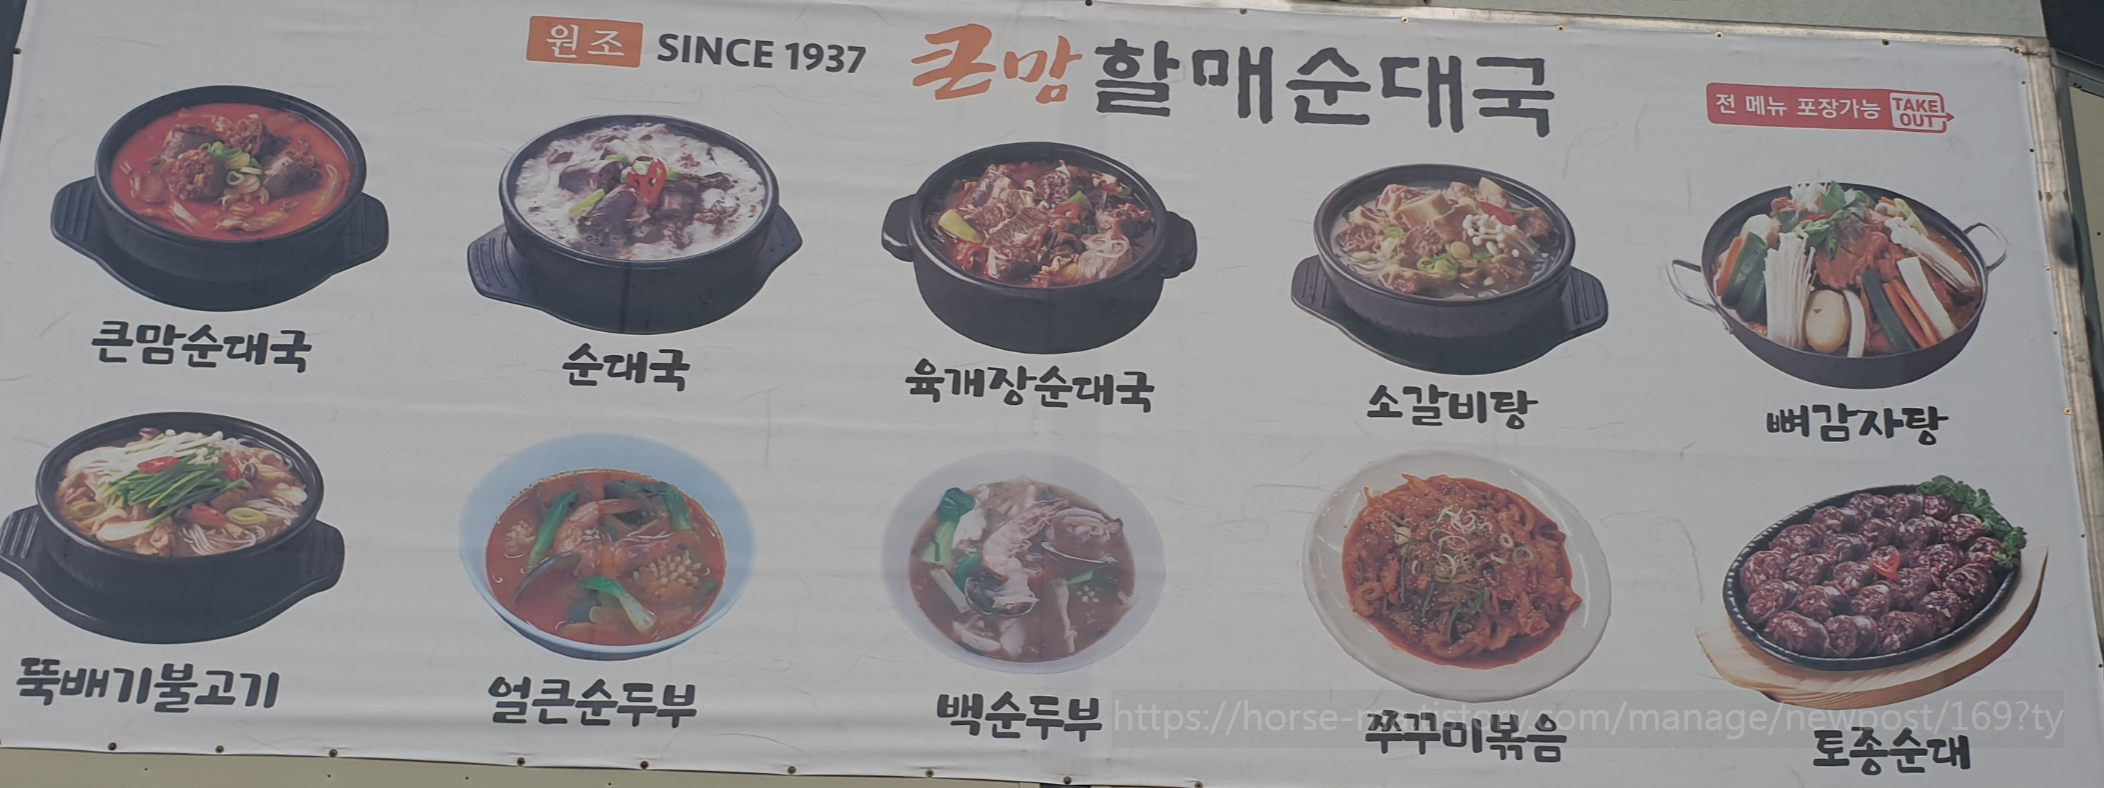 원조 SINCE 1937 큰맘할매순대국
전 메뉴 포장가능 TAKE OUT
큰맘순대국
순대국
육개장순대국
소갈비탕
뼈감자탕
뚝배기불고기
얼큰순두부
백순두부
쭈꾸미볶음
토종순대